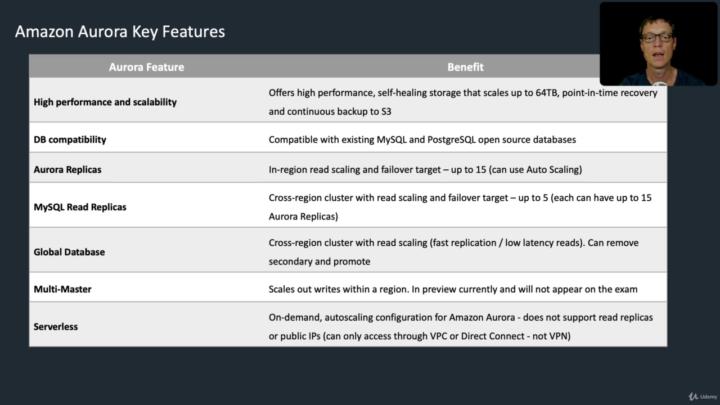 Amazon Aurora Key Features
Aurora Feature
Benefit
High performance and scalability
Offers high performance, self-healing storage that scales up to 64TB, point-in-time recovery
and continuous backup to S3
DB compatibility
Compatible with existing MySQL and PostgreSQL open source databases
Aurora Replicas
In-region read scaling and failover target – up to 15 (can use Auto Scaling)
MySQL Read Replicas
Cross-region cluster with read scaling and failover target – up to 5 (each can have up to 15
Aurora Replicas)
Global Database
Cross-region cluster with read scaling (fast replication / low latency reads). Can remove
secondary and promote
Multi-Master
Scales out writes within a region. In preview currently and will not appear on the exam
Serverless
On-demand, autoscaling configuration for Amazon Aurora - does not support read replicas
or public IPs (can only access through VPC or Direct Connect - not VPN)
Udemy